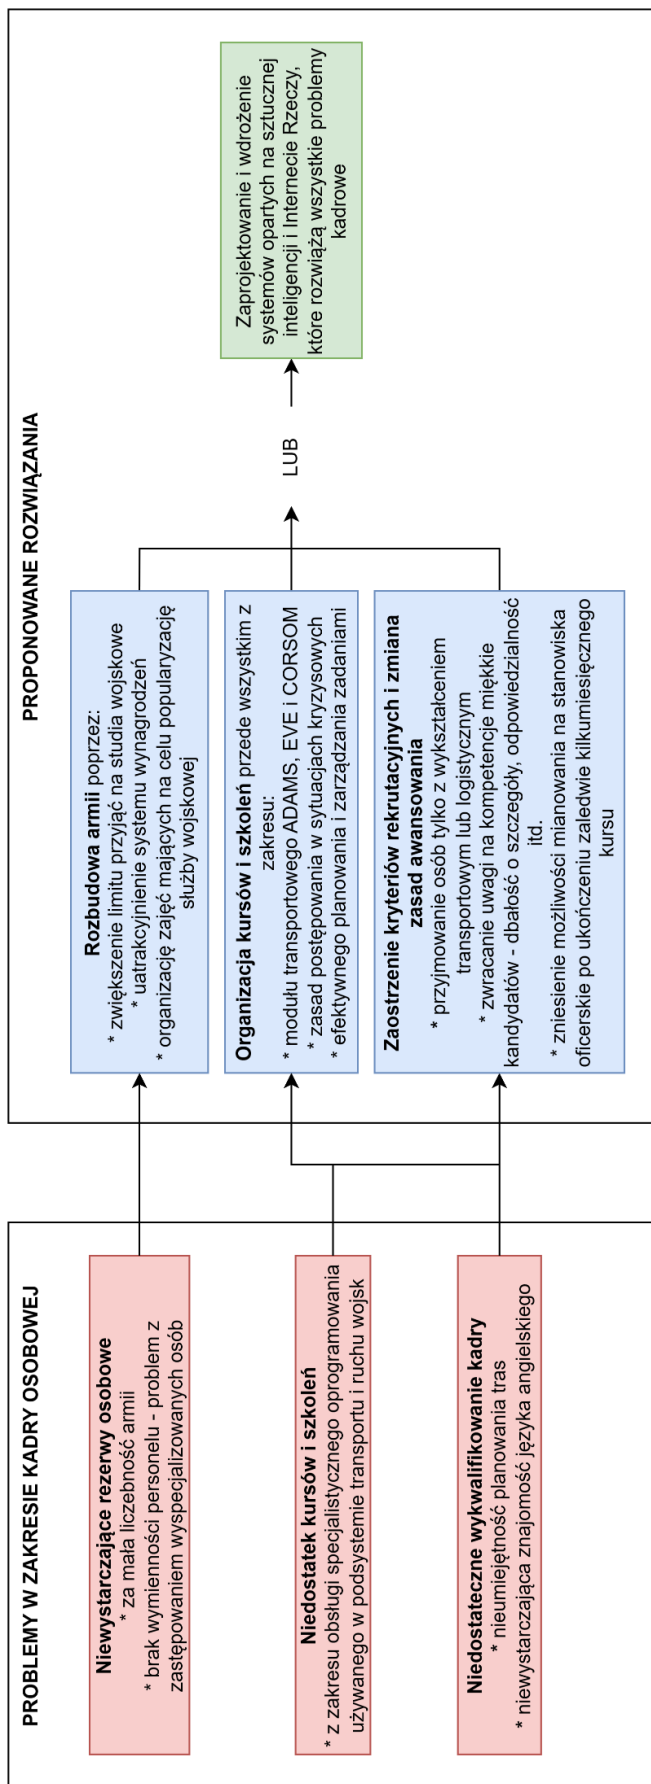 PROBLEMY W ZAKRESIE KADRY OSOBOWEJ
Niewystarczające rezerwy osobowe
* za mała liczebność armii
* brak wymienności personelu - problem z
zastępowaniem wyspecjalizowanych osób
Niedostatek kursów i szkoleń
* z zakresu obsługi specjalistycznego oprogramowania
używanego w podsystemie transportu i ruchu wojsk
Niedostateczne wykwalifikowanie kadry
* nieumiejętność planowania tras
* niewystarczająca znajomość języka angielskiego
PROPONOWANE ROZWIĄZANIA
Rozbudowa armii poprzez:
* zwiększenie limitu przyjąć na studia wojskowe
* uatrakcyjnienie systemu wynagrodzeń
* organizację zajęć mających na celu popularyzację
służby wojskowej
Organizacja kursów i szkoleń przede wszystkim z
zakresu:
* modułu transportowego ADAMS, EVE i CORSOM
* zasad postępowania w sytuacjach kryzysowych
* efektywnego planowania i zarządzania zadaniami
Zaostrzenie kryteriów rekrutacyjnych i zmiana
zasad awansowania
* przyjmowanie osób tylko z wykształceniem
transportowym lub logistycznym
* zwracanie uwagi na kompetencje miękkie
kandydatów - dbałość o szczegóły, odpowiedzialność
itd.
* zniesienie możliwości mianowania na stanowiska
oficerskie po ukończeniu zaledwie kilkumiesięcznego
kursu
LUB
Zaprojektowanie i wdrożenie
systemów opartych na sztucznej
inteligencji i Internecie Rzeczy,
które rozwiążą wszystkie problemy
kadrowe